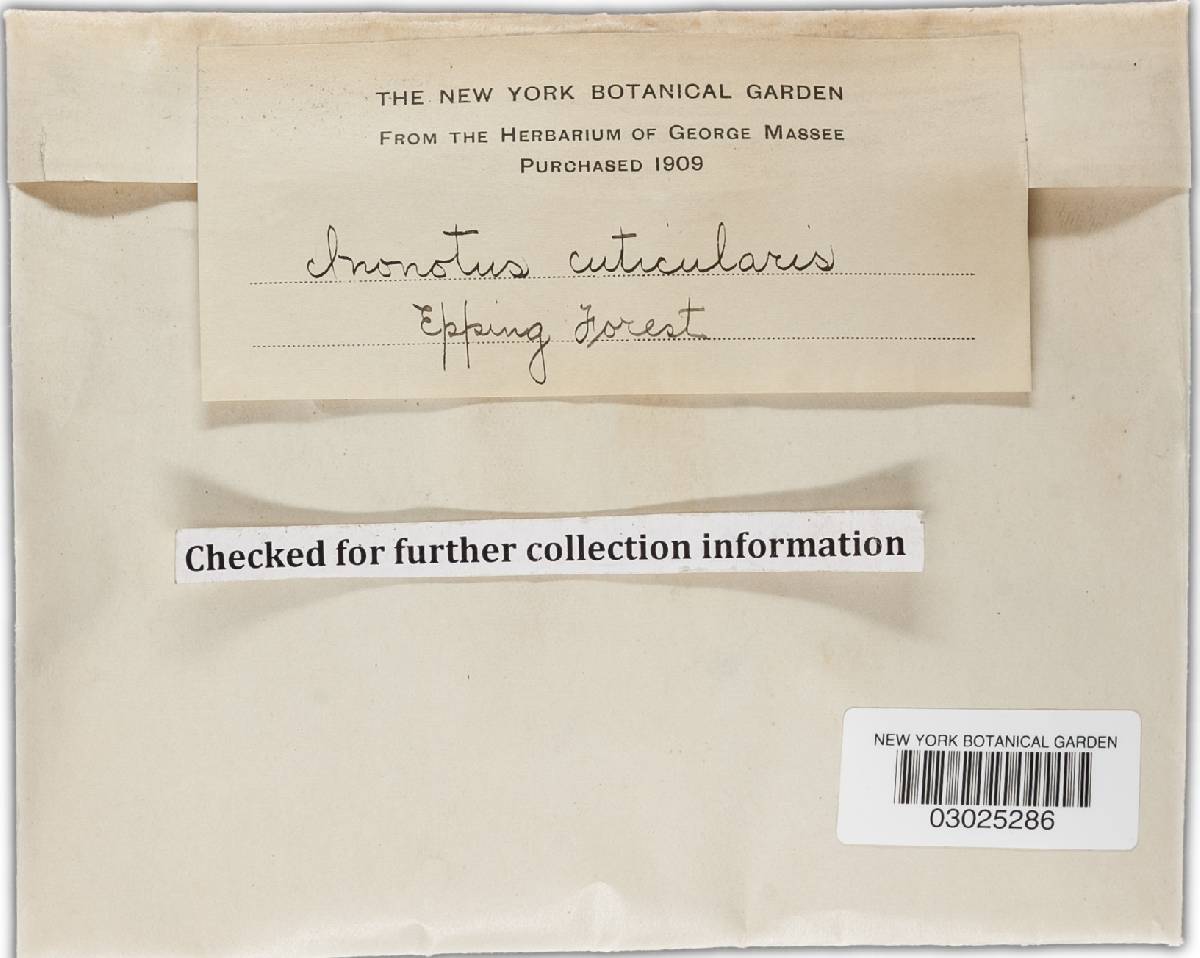 THE NEW YORK BOTANICAL GARDEN
FROM THE HERBARIUM OF GEORGE MASSEE
PURCHASED 1909
Inonotus cuticularis
Epping Forest
Checked for further collection information
NEW YORK BOTANICAL GARDEN
03025286